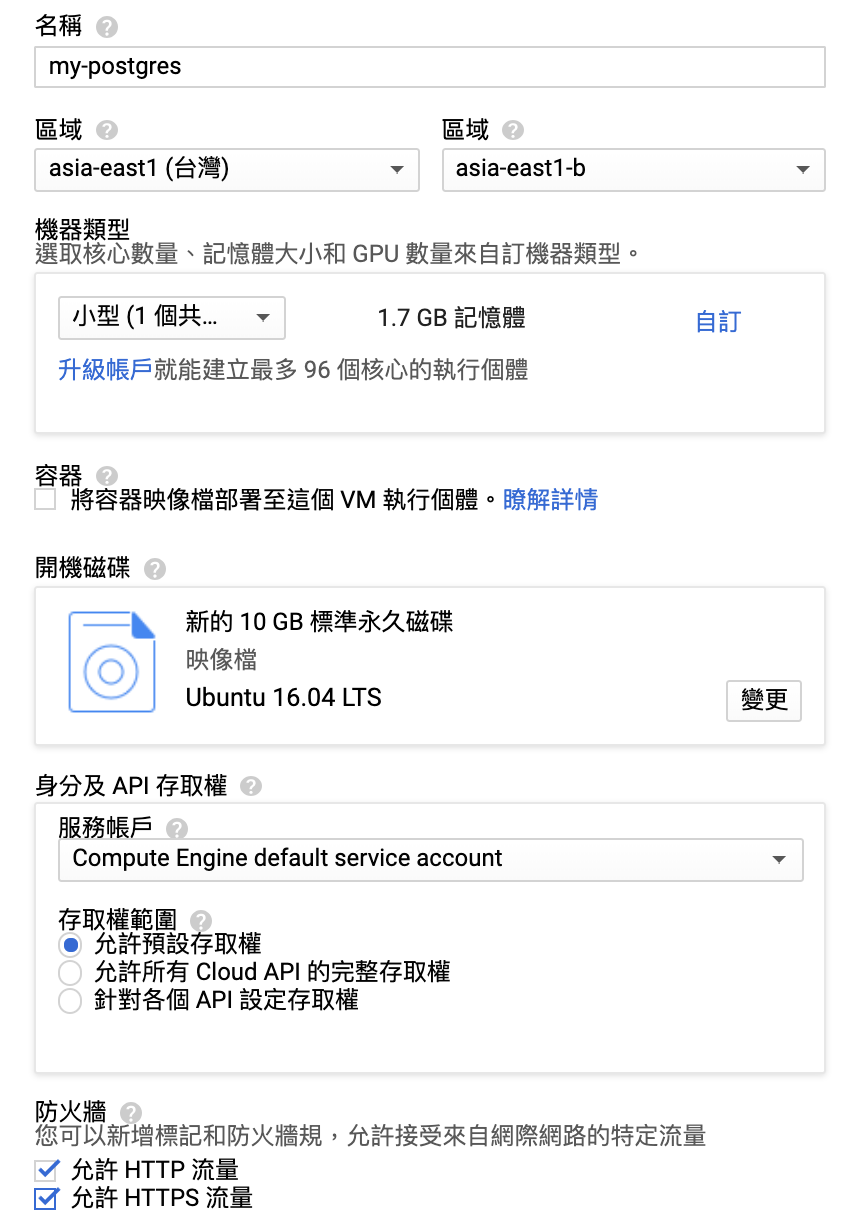 名稱
my-postgres
區域 區域
asia-east1 (台灣) asia-east1-b
機器類型
選取核心數量、記憶體大小和 GPU 數量來自訂機器類型。
小型 (1 個共... 1.7 GB 記憶體 自訂
升級帳戶就能建立最多 96 個核心的執行個體
容器
將容器映像檔部署至這個 VM 執行個體。瞭解詳情
開機磁碟
新的 10 GB 標準永久磁碟
映像檔
Ubuntu 16.04 LTS
變更
身分及 API 存取權
服務帳戶
Compute Engine default service account
存取權範圍
允許預設存取權
允許所有 Cloud API 的完整存取權
針對各個 API 設定存取權
防火牆
您可以新增標記和防火牆規，允許接受來自網際網路的特定流量
允許 HTTP 流量
允許 HTTPS 流量